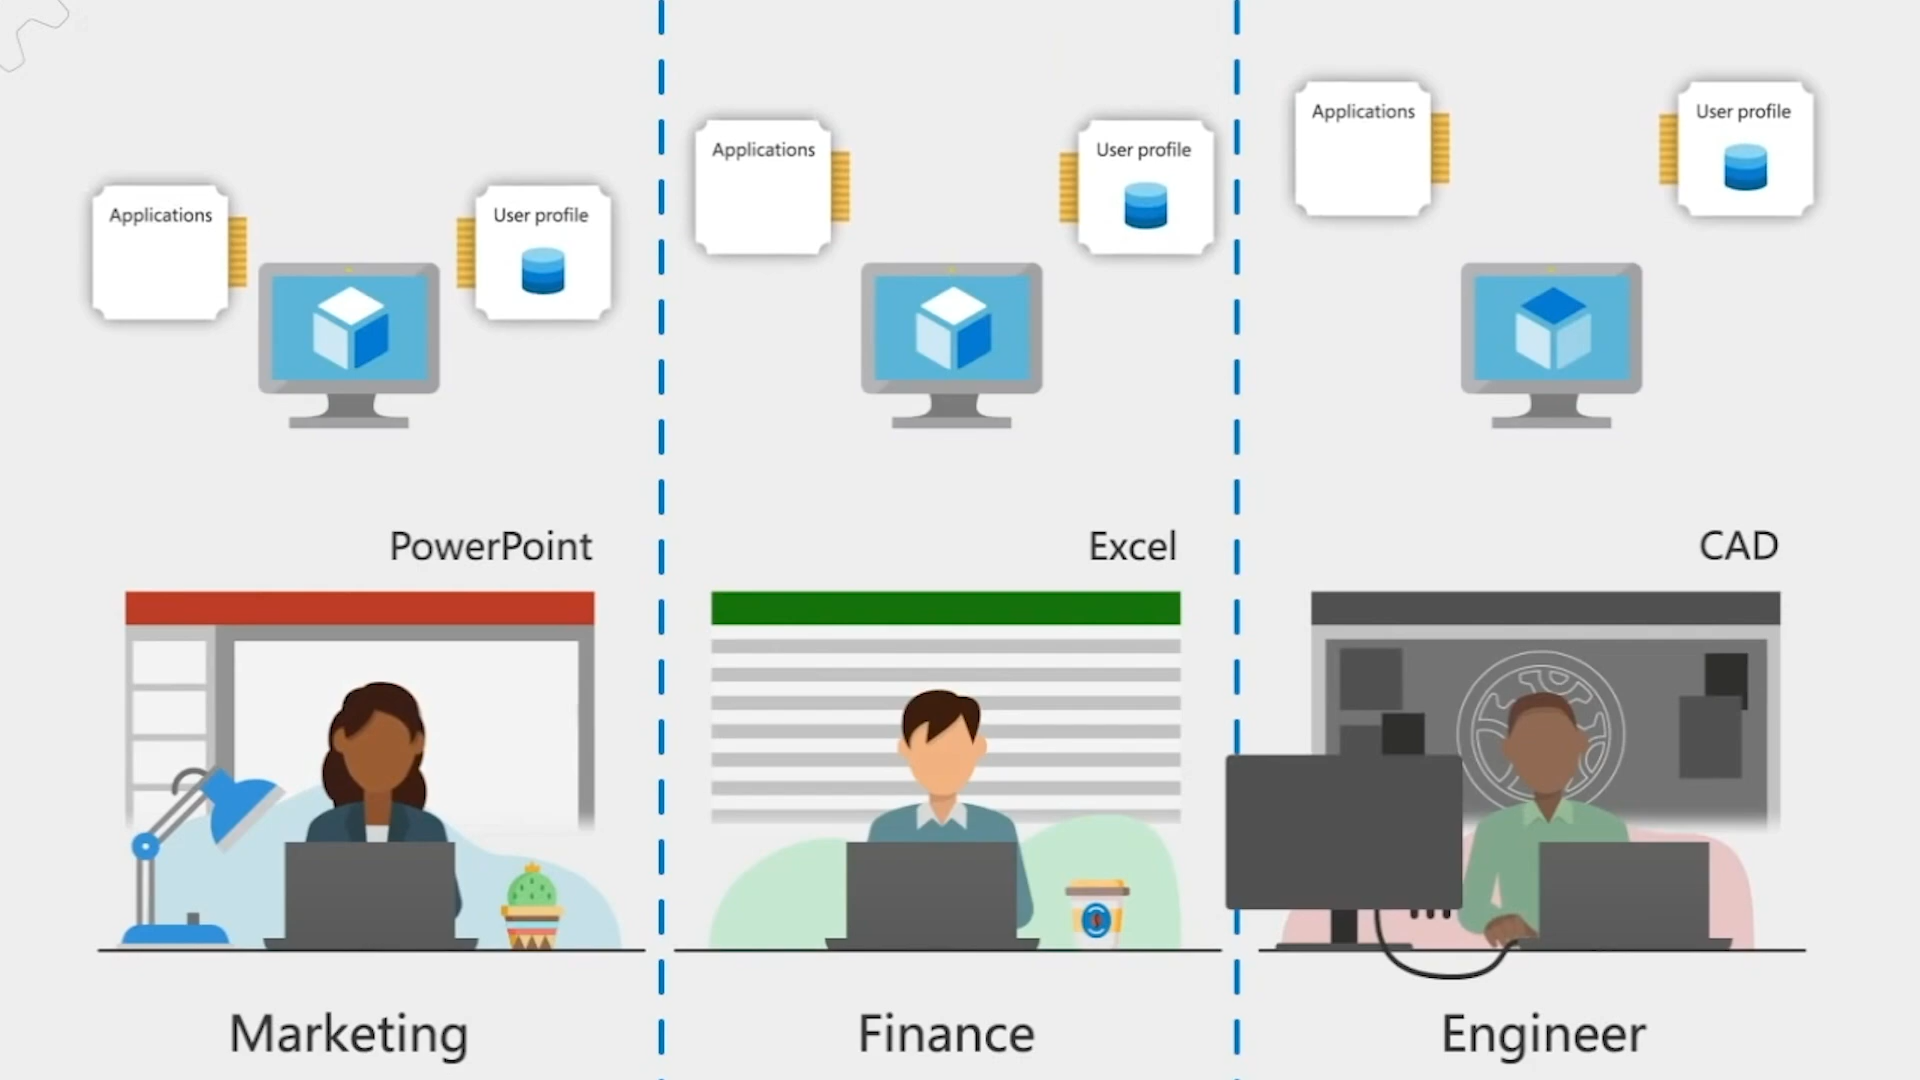 Applications
User profile
PowerPoint
Marketing
Applications
User profile
Excel
Finance
Applications
User profile
CAD
Engineer